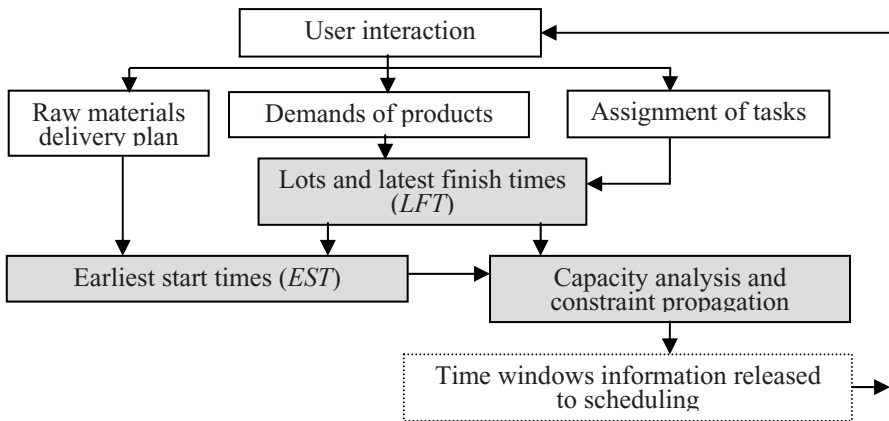 User interaction
Raw materials
delivery plan
Demands of products
Assignment of tasks
Lots and latest finish times
(LFT)
Earliest start times (EST)
Capacity analysis and
constraint propagation
Time windows information released
to scheduling